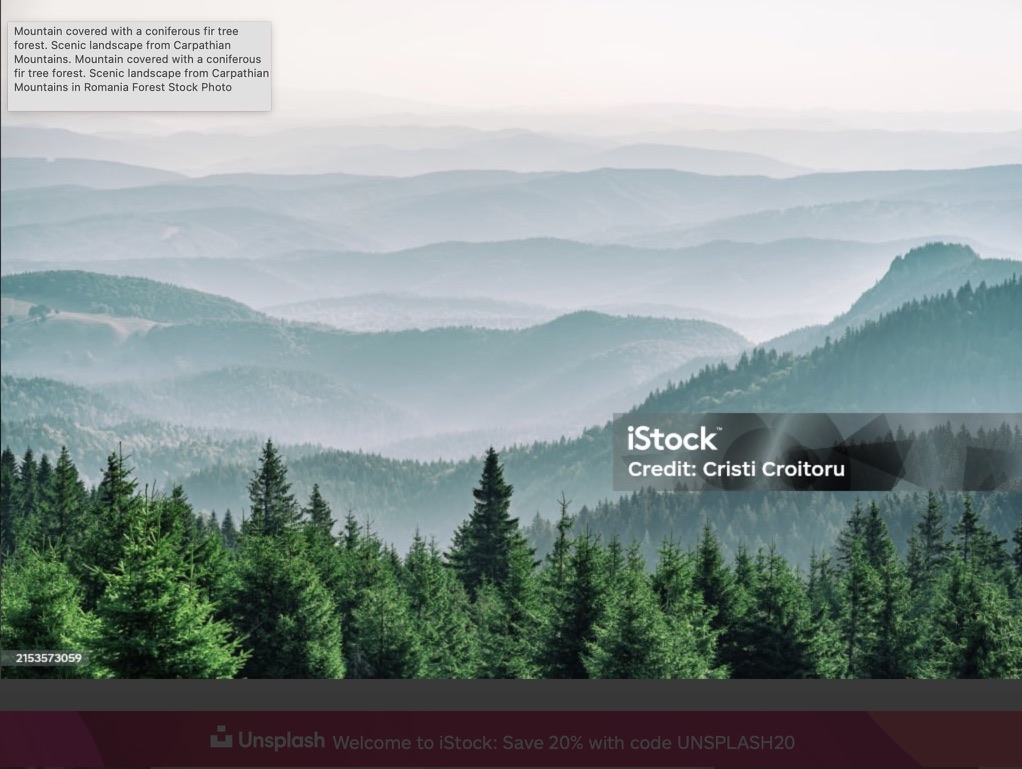 Mountain covered with a coniferous fir tree
forest. Scenic landscape from Carpathian
Mountains. Mountain covered with a coniferous
fir tree forest. Scenic landscape from Carpathian
Mountains in Romania Forest Stock Photo
iStock™
Credit: Cristi Croitoru
2153573059
Unsplash Welcome to iStock: Save 20% with code UNSPLASH20